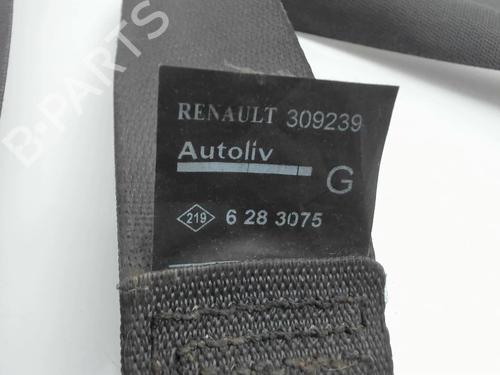 B-PARTS
RENAULT 309239
Autoliv
G
219 6 28 3075